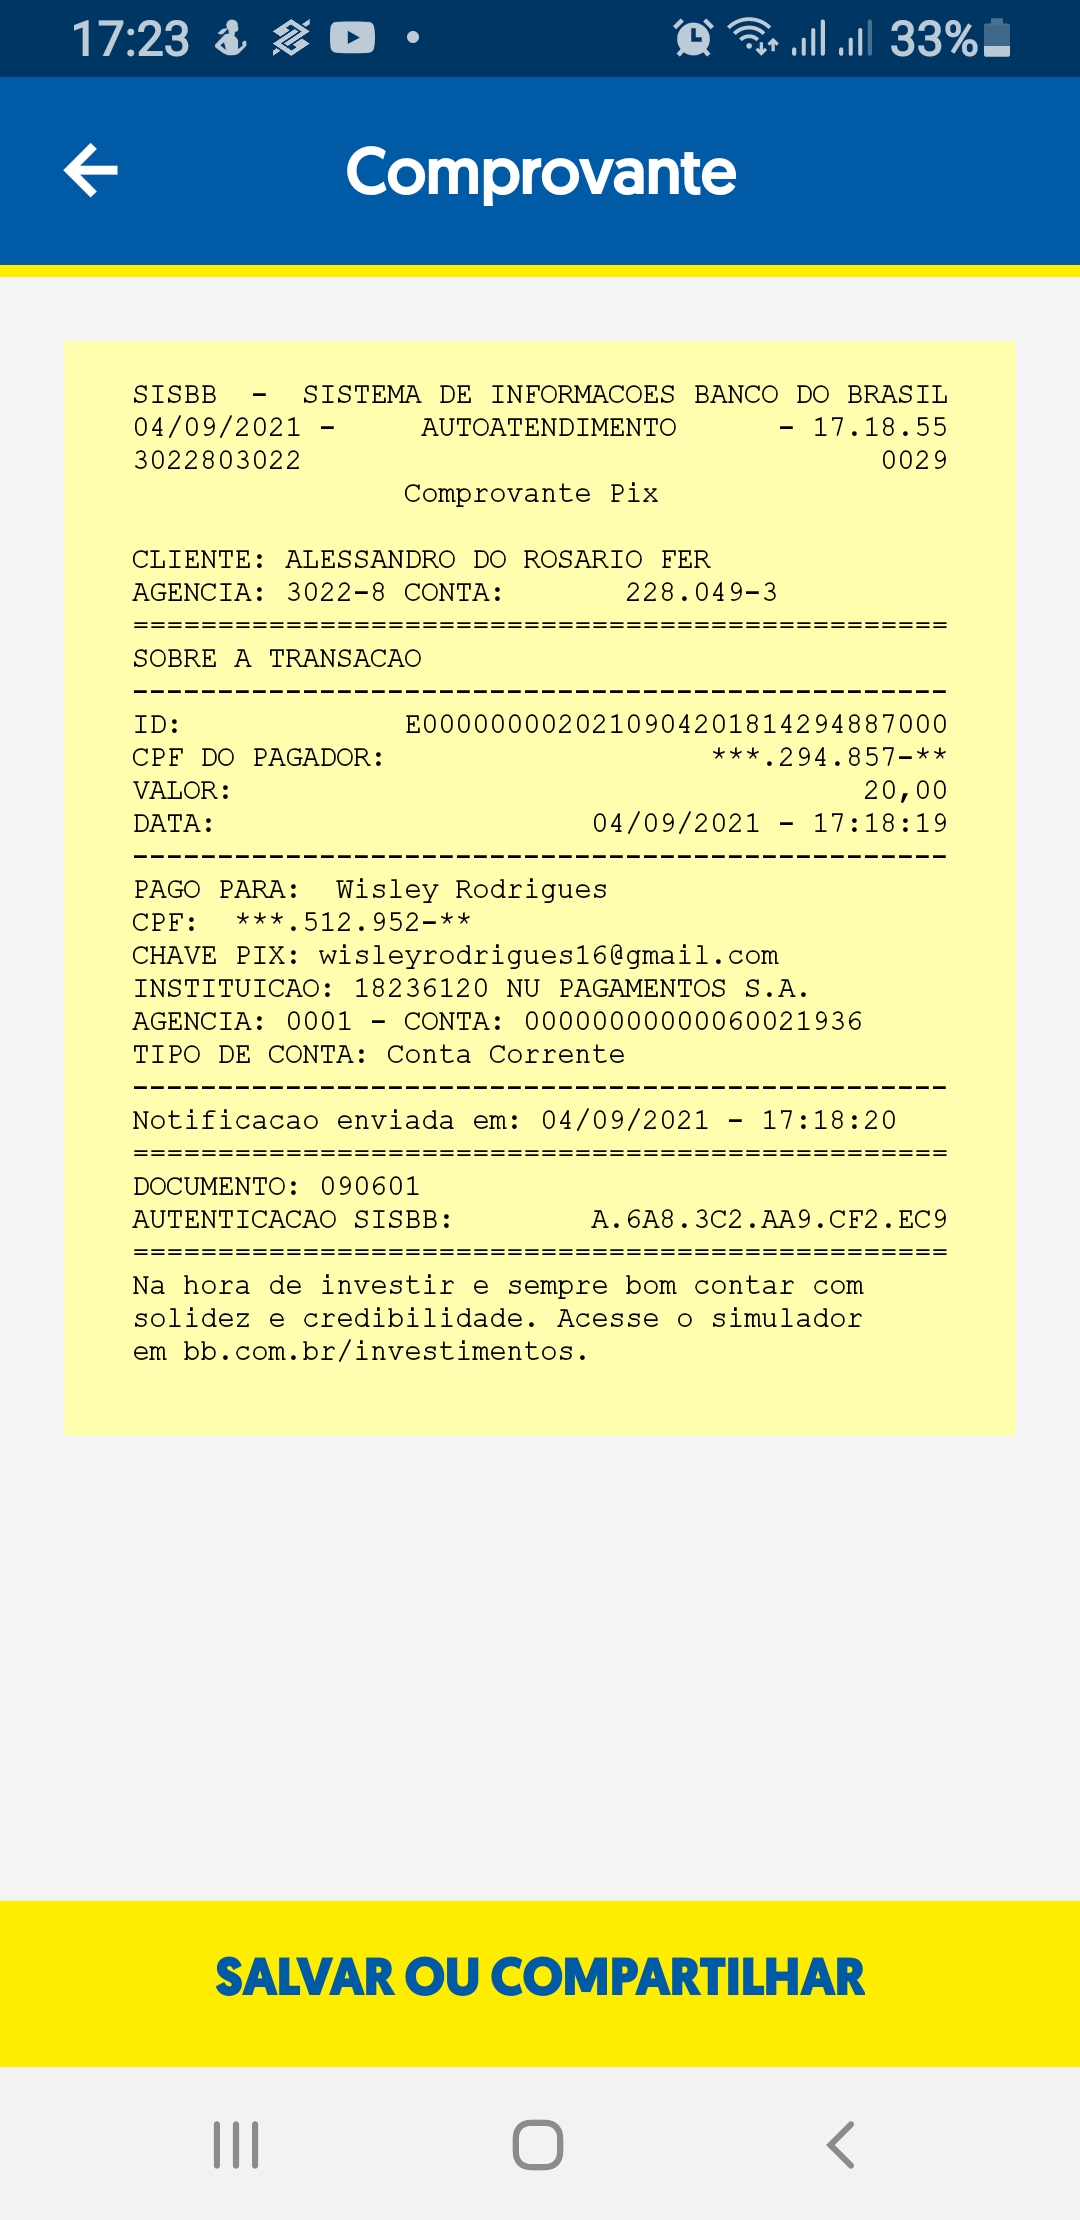 17:23 33%
Comprovante
SISBB - SISTEMA DE INFORMACOES BANCO DO BRASIL
04/09/2021 - AUTOATENDIMENTO - 17.18.55
3022803022 0029
Comprovante Pix
CLIENTE: ALESSANDRO DO ROSARIO FER
AGENCIA: 3022-8 CONTA: 228.049-3
================================================
SOBRE A TRANSACAO
------------------------------------------------
ID: E0000000020210904201814294887000
CPF DO PAGADOR: ***.294.857-**
VALOR: 20,00
DATA: 04/09/2021 - 17:18:19
------------------------------------------------
PAGO PARA: Wisley Rodrigues
CPF: ***.512.952-**
CHAVE PIX: wisleyrodrigues16@gmail.com
INSTITUICAO: 18236120 NU PAGAMENTOS S.A.
AGENCIA: 0001 - CONTA: 00000000000060021936
TIPO DE CONTA: Conta Corrente
------------------------------------------------
Notificacao enviada em: 04/09/2021 - 17:18:20
================================================
DOCUMENTO: 090601
AUTENTICACAO SISBB: A.6A8.3C2.AA9.CF2.EC9
================================================
Na hora de investir e sempre bom contar com
solidez e credibilidade. Acesse o simulador
em bb.com.br/investimentos.
SALVAR OU COMPARTILHAR